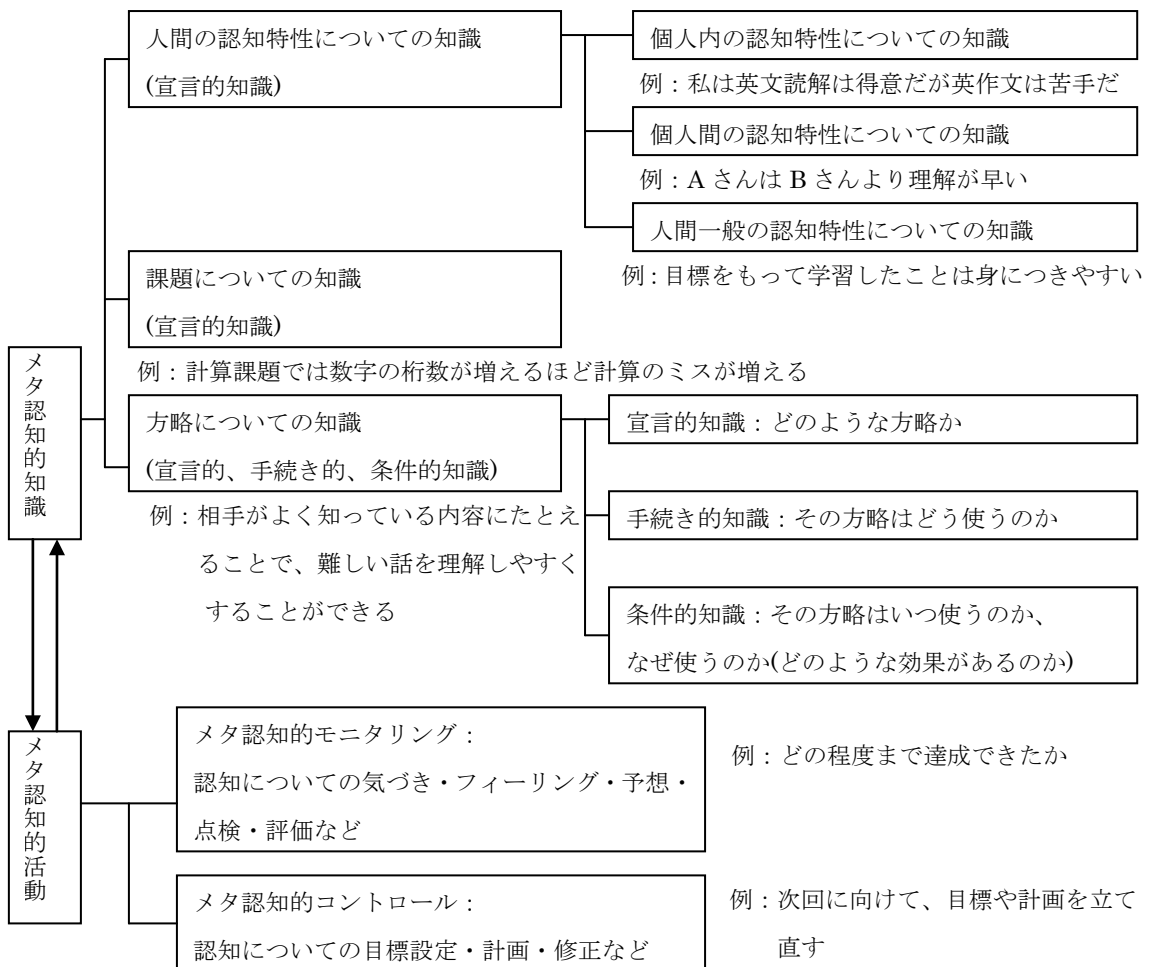 人間の認知特性についての知識
(宣言的知識)
個人内の認知特性についての知識
例：私は英文読解は得意だが英作文は苦手だ
個人間の認知特性についての知識
例：A さんは B さんより理解が早い
人間一般の認知特性についての知識
例：目標をもって学習したことは身につきやすい
課題についての知識
(宣言的知識)
例：計算課題では数字の桁数が増えるほど計算のミスが増える
メタ認知的知識
方略についての知識
(宣言的、手続き的、条件的知識)
例：相手がよく知っている内容にたとえ
ることで、難しい話を理解しやすく
することができる
宣言的知識：どのような方略か
手続き的知識：その方略はどう使うのか
条件的知識：その方略はいつ使うのか、
なぜ使うのか(どのような効果があるのか)
メタ認知的活動
メタ認知的モニタリング：
認知についての気づき・フィーリング・予想・
点検・評価など
例：どの程度まで達成できたか
メタ認知的コントロール：
認知についての目標設定・計画・修正など
例：次回に向けて、目標や計画を立て
直す